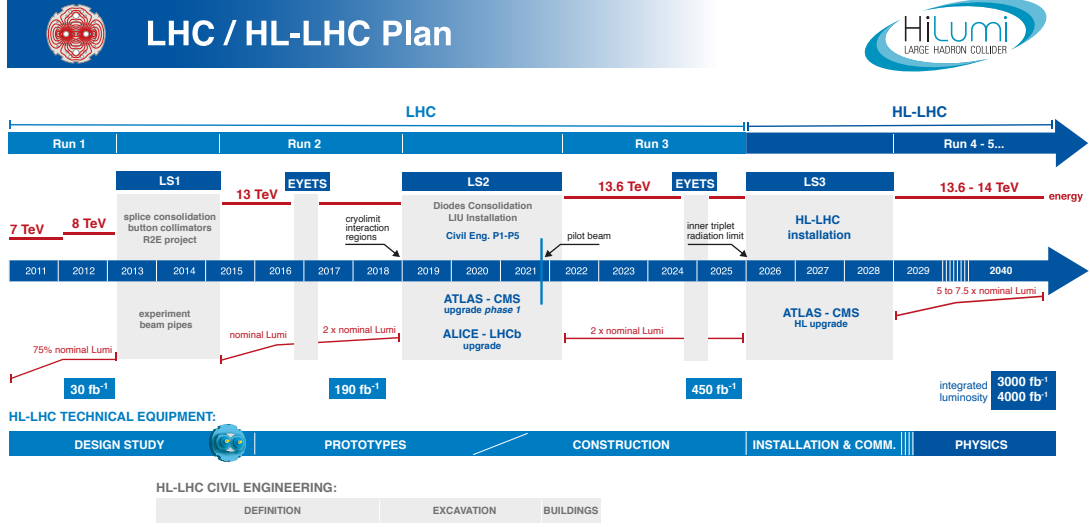 LHC / HL-LHC Plan
HiLumi
LARGE HADRON COLLIDER
LHC
HL-LHC
Run 1
Run 2
Run 3
Run 4 - 5...
LS1
EYETS
LS2
EYETS
LS3
13 TeV
13.6 TeV
13.6 - 14 TeV
energy
7 TeV
8 TeV
splice consolidation
button collimators
R2E project
cryolimit
interaction
regions
Diodes Consolidation
LIU Installation
Civil Eng. P1-P5
pilot beam
inner triplet
radiation limit
HL-LHC
installation
2011
2012
2013
2014
2015
2016
2017
2018
2019
2020
2021
2022
2023
2024
2025
2026
2027
2028
2029
2040
5 to 7.5 x nominal Lumi
experiment
beam pipes
ATLAS - CMS
upgrade phase 1
ALICE - LHCb
upgrade
ATLAS - CMS
HL upgrade
75% nominal Lumi
nominal Lumi
2 x nominal Lumi
2 x nominal Lumi
30 fb-1
190 fb-1
450 fb-1
integrated
luminosity
3000 fb-1
4000 fb-1
HL-LHC TECHNICAL EQUIPMENT:
DESIGN STUDY
PROTOTYPES
CONSTRUCTION
INSTALLATION & COMM.
PHYSICS
HL-LHC CIVIL ENGINEERING:
DEFINITION
EXCAVATION
BUILDINGS